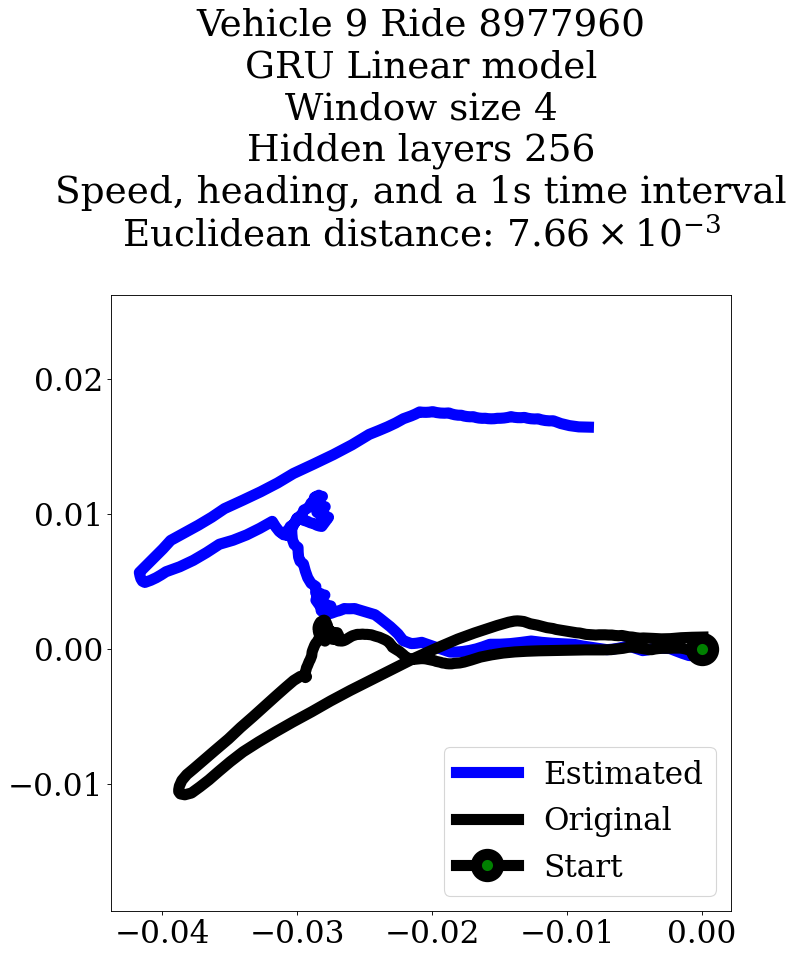 Vehicle 9 Ride 8977960
GRU Linear model
Window size 4
Hidden layers 256
Speed, heading, and a 1s time interval
Euclidean distance: 7.66 × 10⁻³
0.02
0.01
0.00
−0.01
Estimated
Original
Start
−0.04 −0.03 −0.02 −0.01 0.00